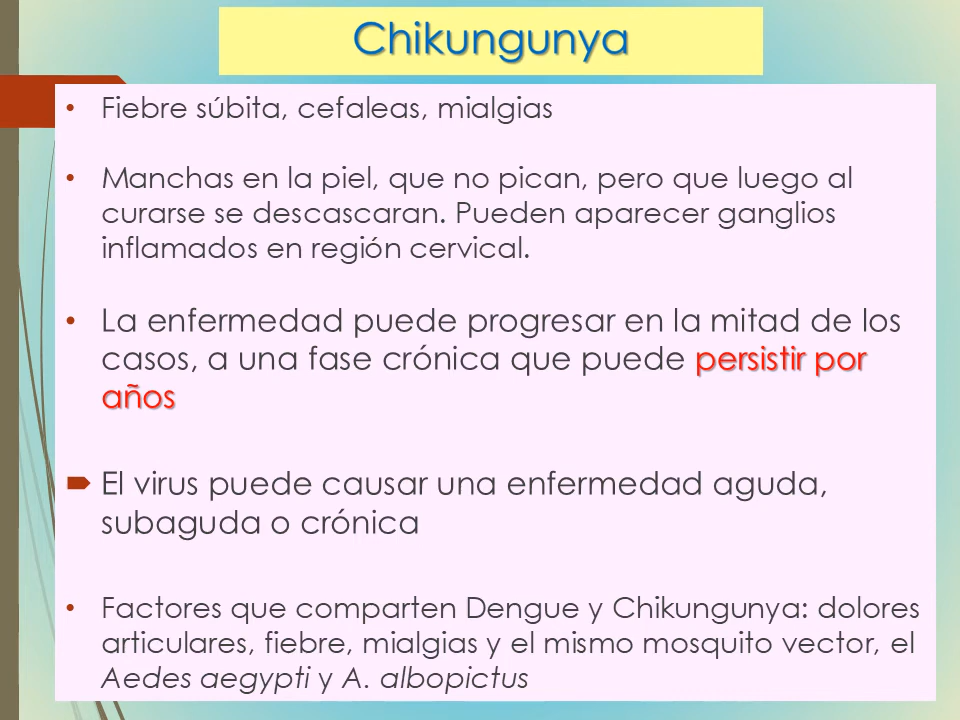 Chikungunya
• Fiebre súbita, cefaleas, mialgias
• Manchas en la piel, que no pican, pero que luego al
curarse se descascaran. Pueden aparecer ganglios
inflamados en región cervical.
• La enfermedad puede progresar en la mitad de los
casos, a una fase crónica que puede persistir por
años
El virus puede causar una enfermedad aguda,
subaguda o crónica
• Factores que comparten Dengue y Chikungunya: dolores
articulares, fiebre, mialgias y el mismo mosquito vector, el
Aedes aegypti y A. albopictus